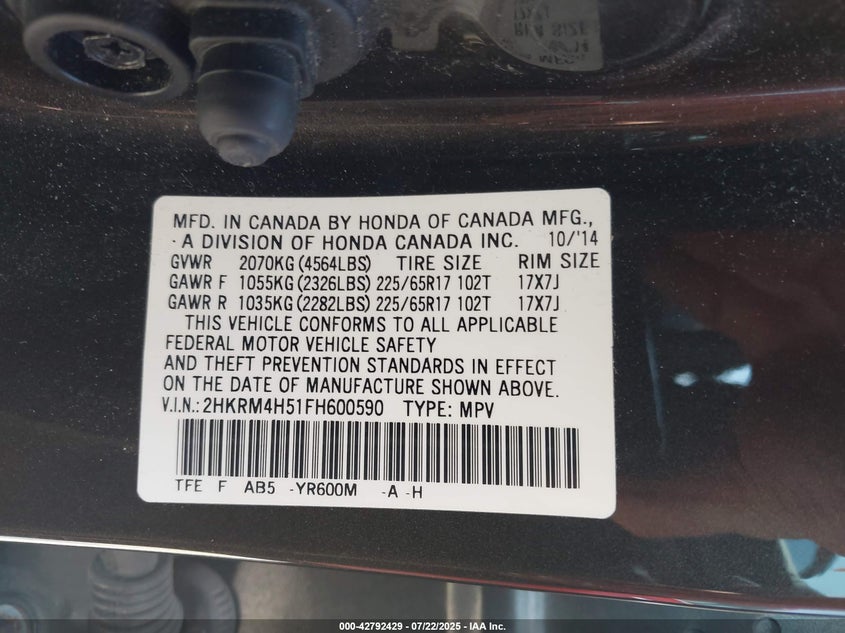 MFD. IN CANADA BY HONDA OF CANADA MFG.,
A DIVISION OF HONDA CANADA INC. 10/'14
GVWR 2070KG (4564LBS) TIRE SIZE RIM SIZE
GAWR F 1055KG (2326LBS) 225/65R17 102T 17X7J
GAWR R 1035KG (2282LBS) 225/65R17 102T 17X7J
THIS VEHICLE CONFORMS TO ALL APPLICABLE
FEDERAL MOTOR VEHICLE SAFETY
AND THEFT PREVENTION STANDARDS IN EFFECT
ON THE DATE OF MANUFACTURE SHOWN ABOVE.
V.I.N.: 2HKRM4H51FH600590 TYPE: MPV
TFE F AB5 -YR600M -A -H
000-42792429 - 07/22/2025 - IAA Inc.